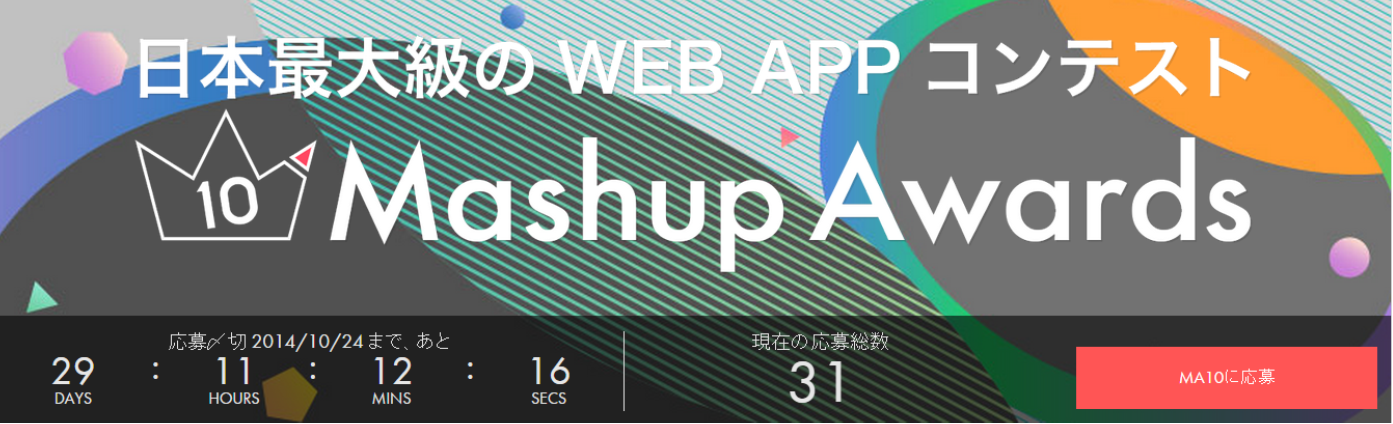 日本最大級の WEB APP コンテスト
10 Mashup Awards
応募〆切 2014/10/24 まで、あと
29 : 11 : 12 : 16
DAYS HOURS MINS SECS
現在の応募総数
31
MA10に応募